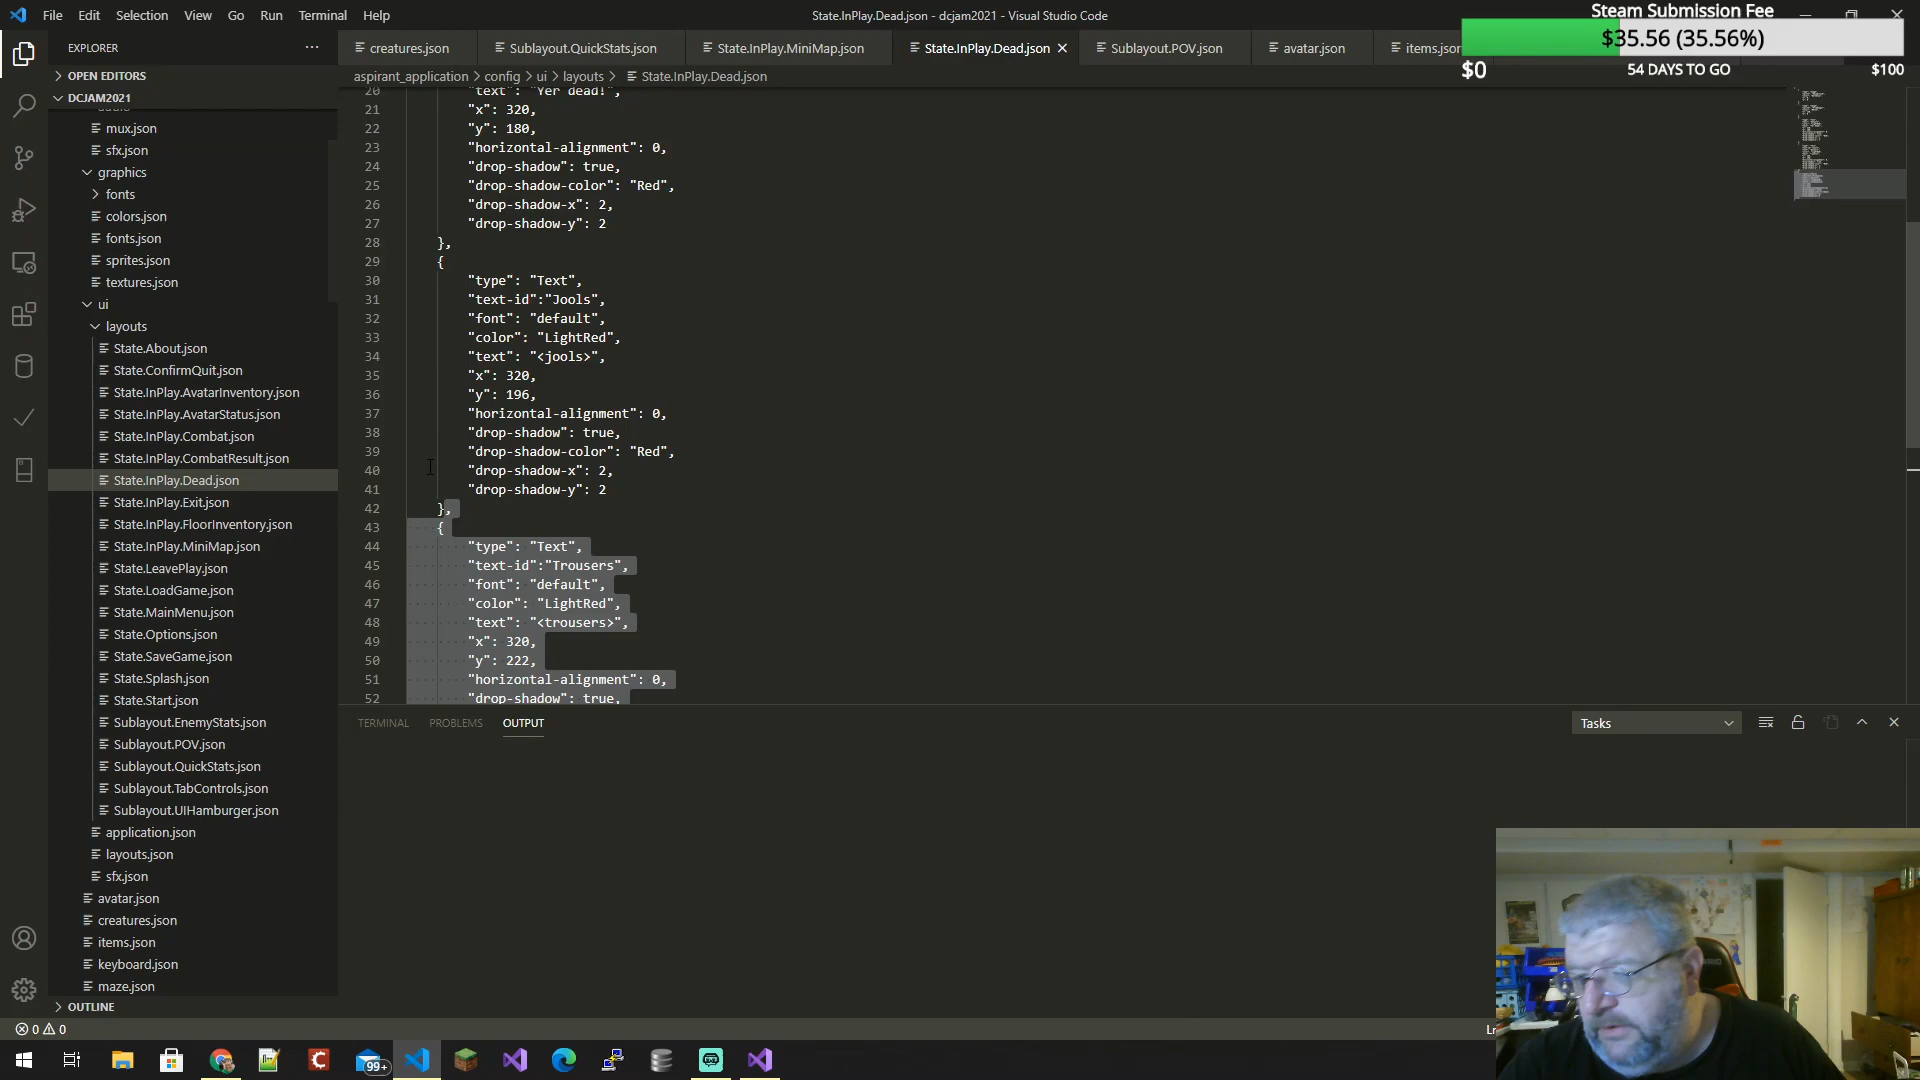 File Edit Selection View Go Run Terminal Help
State.InPlay.Dead.json - dcjam2021 - Visual Studio Code
Steam Submission Fee
$35.56 (35.56%)
$0 54 DAYS TO GO $100
EXPLORER
creatures.json Sublayout.QuickStats.json State.InPlay.MiniMap.json State.InPlay.Dead.json Sublayout.POV.json avatar.json items.json
aspirant_application > config > ui > layouts > State.InPlay.Dead.json
OPEN EDITORS
DCJAM2021
mux.json
sfx.json
graphics
fonts
colors.json
fonts.json
sprites.json
textures.json
ui
layouts
State.About.json
State.ConfirmQuit.json
State.InPlay.AvatarInventory.json
State.InPlay.AvatarStatus.json
State.InPlay.Combat.json
State.InPlay.CombatResult.json
State.InPlay.Dead.json
State.InPlay.Exit.json
State.InPlay.FloorInventory.json
State.InPlay.MiniMap.json
State.LeavePlay.json
State.LoadGame.json
State.MainMenu.json
State.Options.json
State.SaveGame.json
State.Splash.json
State.Start.json
Sublayout.EnemyStats.json
Sublayout.POV.json
Sublayout.QuickStats.json
Sublayout.TabControls.json
Sublayout.UIHamburger.json
application.json
layouts.json
sfx.json
avatar.json
creatures.json
items.json
keyboard.json
maze.json
OUTLINE
20 "text": "Yer dead!",
21 "x": 320,
22 "y": 180,
23 "horizontal-alignment": 0,
24 "drop-shadow": true,
25 "drop-shadow-color": "Red",
26 "drop-shadow-x": 2,
27 "drop-shadow-y": 2
28 },
29 {
30 "type": "Text",
31 "text-id":"Jools",
32 "font": "default",
33 "color": "LightRed",
34 "text": "<jools>",
35 "x": 320,
36 "y": 196,
37 "horizontal-alignment": 0,
38 "drop-shadow": true,
39 "drop-shadow-color": "Red",
40 "drop-shadow-x": 2,
41 "drop-shadow-y": 2
42 },
43 {
44 "type": "Text",
45 "text-id":"Trousers",
46 "font": "default",
47 "color": "LightRed",
48 "text": "<trousers>",
49 "x": 320,
50 "y": 222,
51 "horizontal-alignment": 0,
52 "drop-shadow": true,
TERMINAL PROBLEMS OUTPUT
Tasks
0 0
99+